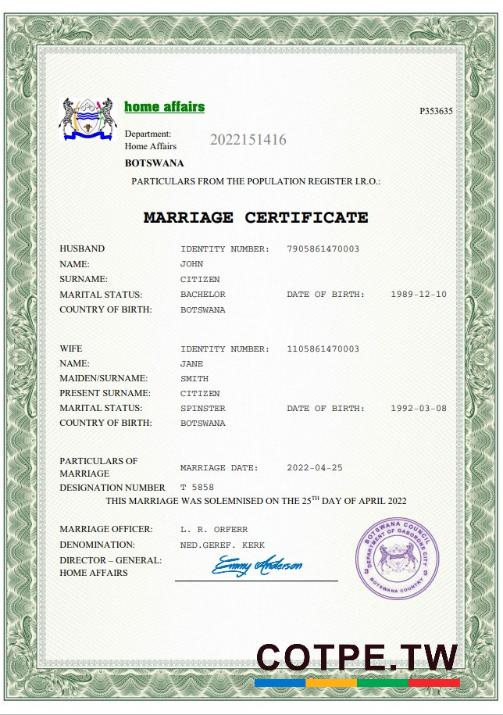 home affairs
P353635
Department:
Home Affairs
2022151416
BOTSWANA
PARTICULARS FROM THE POPULATION REGISTER I.R.O.:
MARRIAGE CERTIFICATE
HUSBAND IDENTITY NUMBER: 7905861470003
NAME: JOHN
SURNAME: CITIZEN
MARITAL STATUS: BACHELOR DATE OF BIRTH: 1989-12-10
COUNTRY OF BIRTH: BOTSWANA
WIFE IDENTITY NUMBER: 1105861470003
NAME: JANE
MAIDEN/SURNAME: SMITH
PRESENT SURNAME: CITIZEN
MARITAL STATUS: SPINSTER DATE OF BIRTH: 1992-03-08
COUNTRY OF BIRTH: BOTSWANA
PARTICULARS OF
MARRIAGE MARRIAGE DATE: 2022-04-25
DESIGNATION NUMBER T 5858
THIS MARRIAGE WAS SOLEMNISED ON THE 25TH DAY OF APRIL 2022
MARRIAGE OFFICER: L. R. ORFERR
DENOMINATION: NED.GEREF. KERK
DIRECTOR – GENERAL:
HOME AFFAIRS
Emmy Anderson
BOTSWANA COUNCIL
DEPARTMENT OF GABORONE CITY
BOTSWANA COUNTRY
COTPE.TW